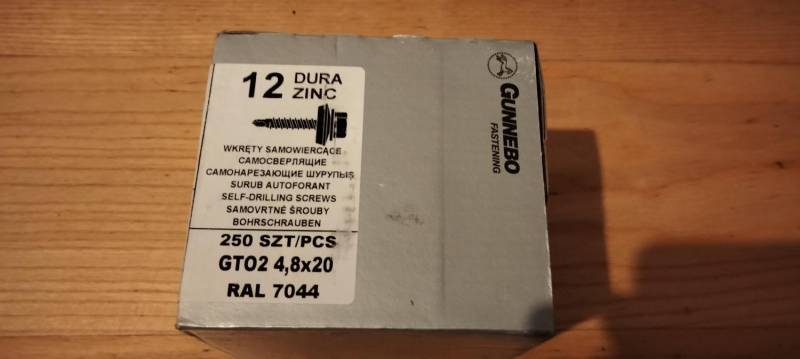 12 DURA
ZINC
WKRĘTY SAMOWIERCĄCE
САМОСВЕРЛЯЩИЕ
САМОНАРЕЗАЮЩИЕ ШУРУПЫS
SURUB AUTOFORANT
SELF-DRILLING SCREWS
SAMOVRTNÉ ŠROUBY
BOHRSCHRAUBEN
250 SZT/PCS
GTO2 4,8x20
RAL 7044
GUNNEBO
FASTENING